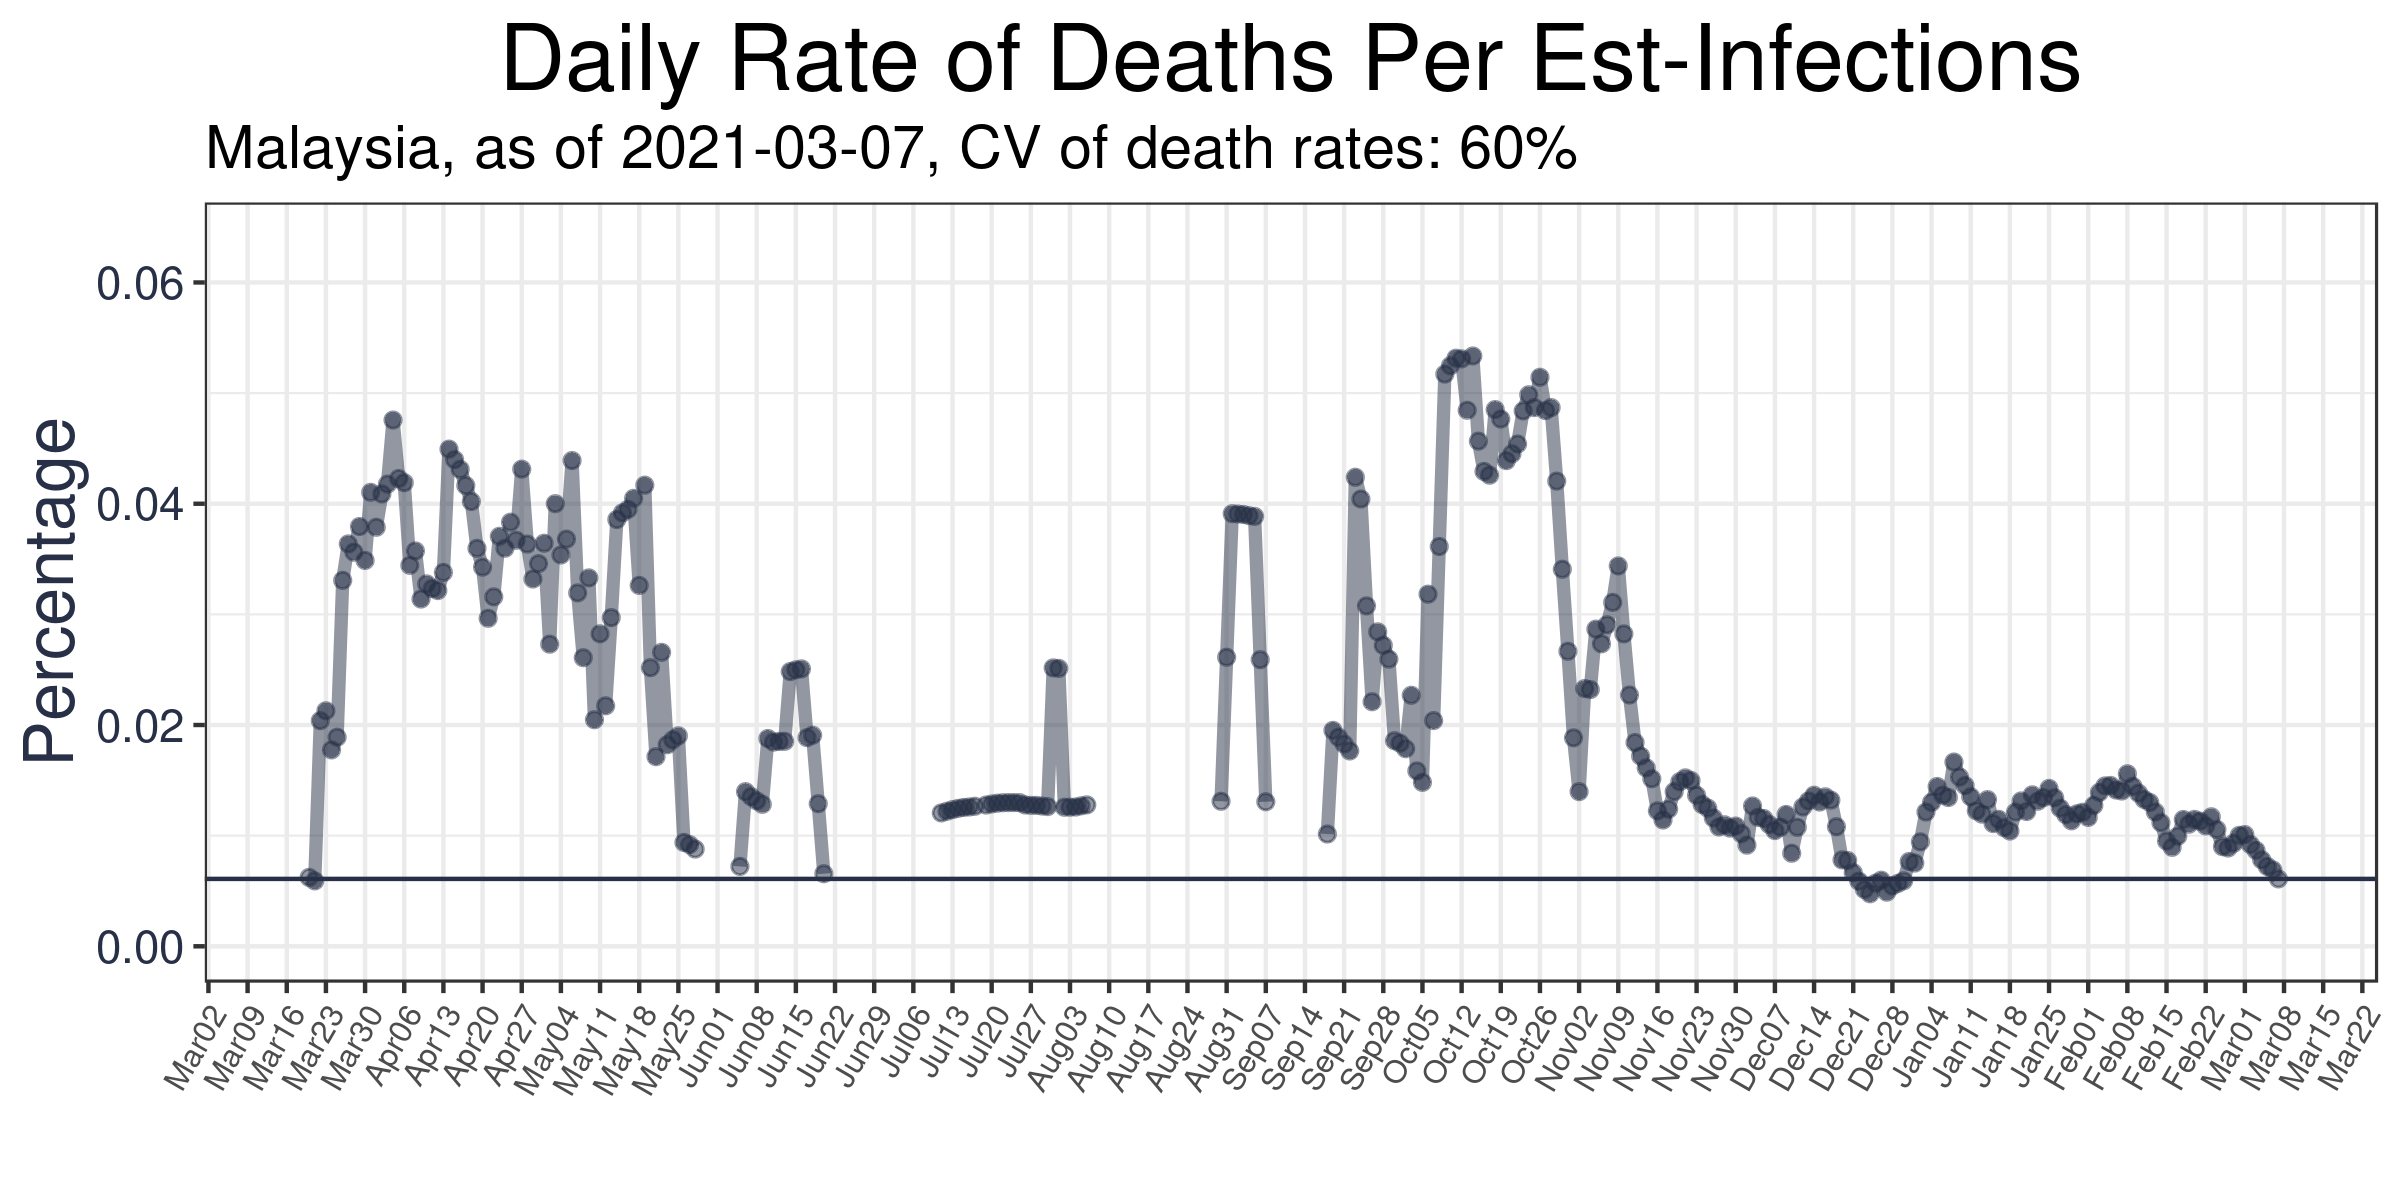 Daily Rate of Deaths Per Est-Infections
Malaysia, as of 2021-03-07, CV of death rates: 60%
Percentage
0.06
0.04
0.02
0.00
Mar02
Mar09
Mar16
Mar23
Mar30
Apr06
Apr13
Apr20
Apr27
May04
May11
May18
May25
Jun01
Jun08
Jun15
Jun22
Jun29
Jul06
Jul13
Jul20
Jul27
Aug03
Aug10
Aug17
Aug24
Aug31
Sep07
Sep14
Sep21
Sep28
Oct05
Oct12
Oct19
Oct26
Nov02
Nov09
Nov16
Nov23
Nov30
Dec07
Dec14
Dec21
Dec28
Jan04
Jan11
Jan18
Jan25
Feb01
Feb08
Feb15
Feb22
Mar01
Mar08
Mar15
Mar22